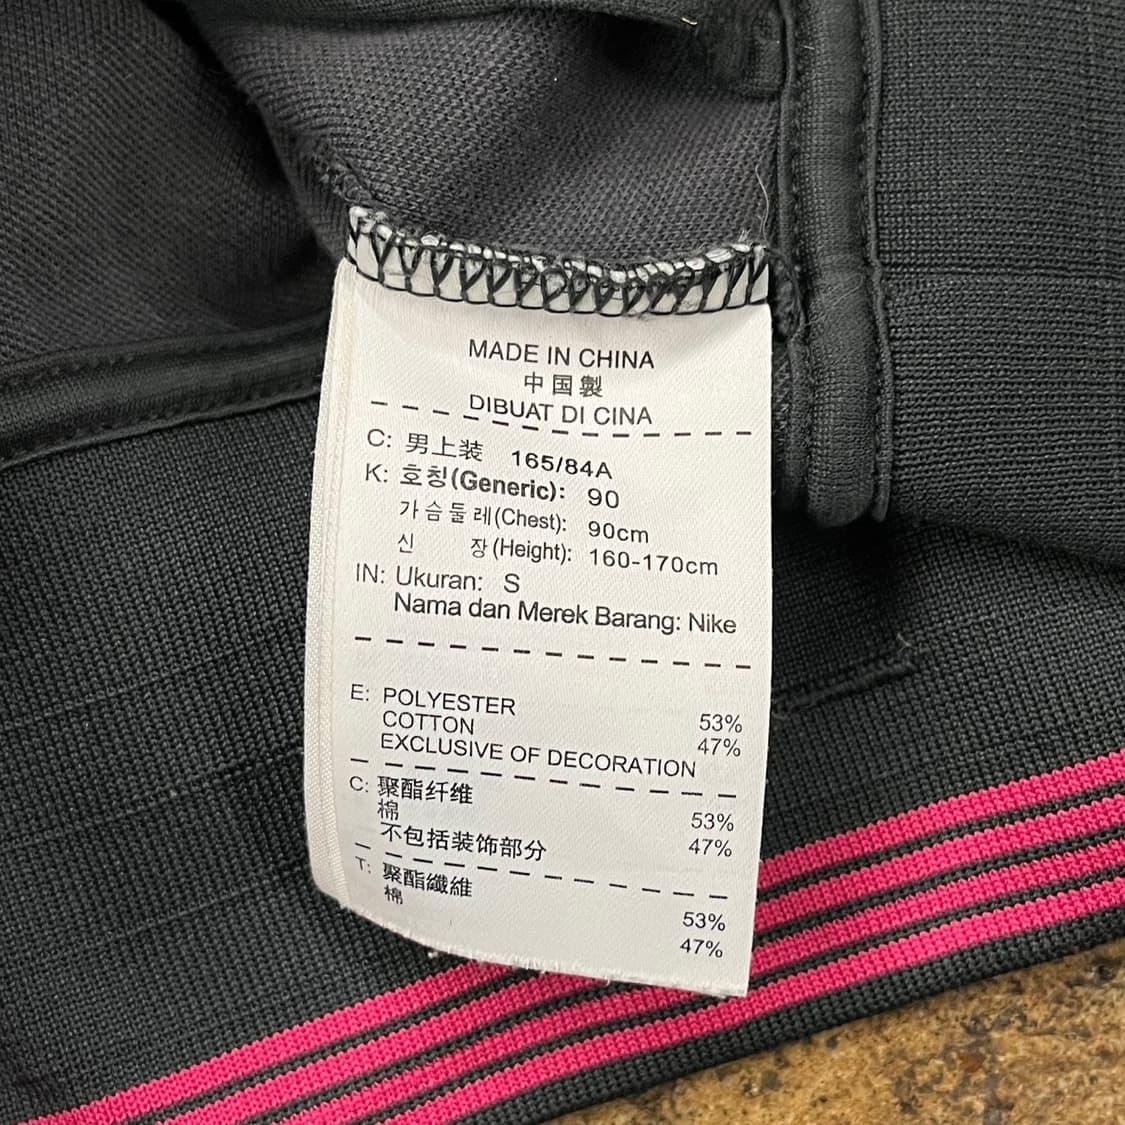 MADE IN CHINA
中国製
DIBUAT DI CINA
C: 男上装 165/84A
K: 호칭(Generic): 90
가슴둘레(Chest): 90cm
신 장(Height): 160-170cm
IN: Ukuran: S
Nama dan Merek Barang: Nike
E: POLYESTER 53%
COTTON 47%
EXCLUSIVE OF DECORATION
C: 聚酯纤维 53%
棉 47%
不包括装饰部分
T: 聚酯纖維 53%
棉 47%